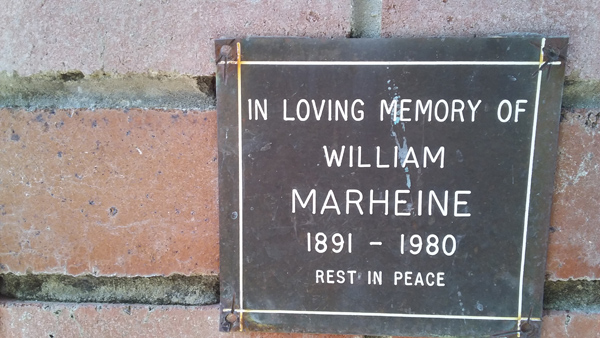 IN LOVING MEMORY OF
WILLIAM
MARHEINE
1891 - 1980
REST IN PEACE